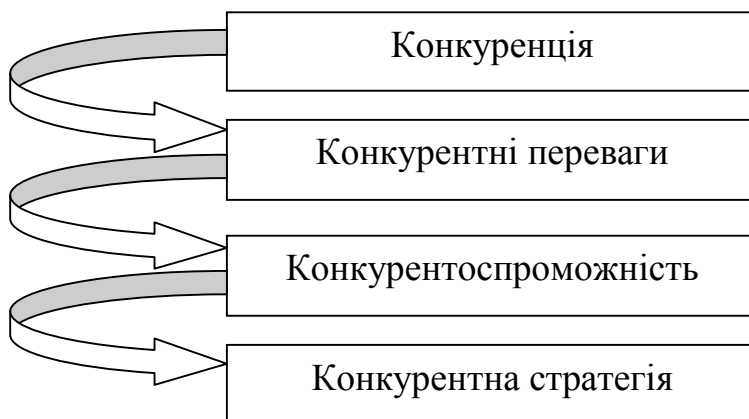 Конкуренція
Конкурентні переваги
Конкурентоспроможність
Конкурентна стратегія